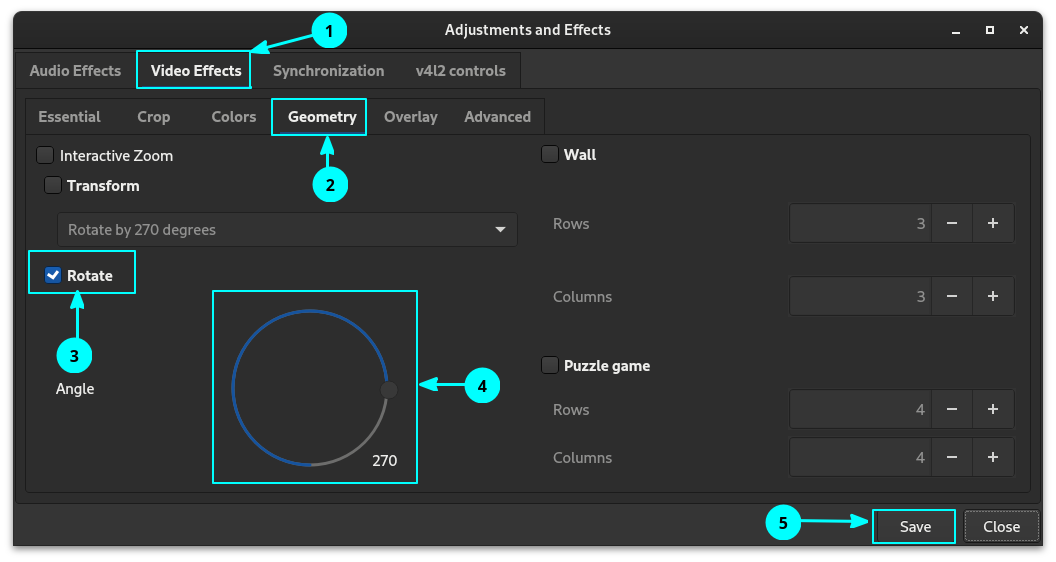 Adjustments and Effects
1
Audio Effects Video Effects Synchronization v4l2 controls
Essential Crop Colors Geometry Overlay Advanced
Interactive Zoom
Transform
2
Rotate by 270 degrees
Rotate
3
Angle
4
270
Wall
Rows 3 − +
Columns 3 − +
Puzzle game
Rows 4 − +
Columns 4 − +
5
Save Close